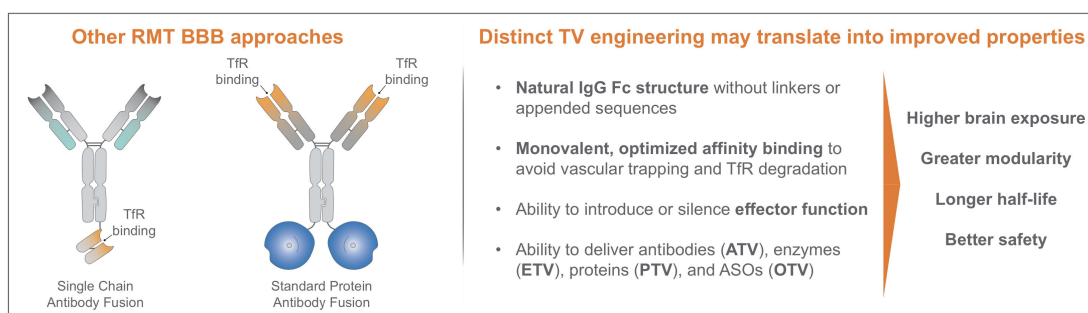 Other RMT BBB approaches
TfR
binding
Single Chain
Antibody Fusion
TfR
binding
TfR
binding
Standard Protein
Antibody Fusion
Distinct TV engineering may translate into improved properties
• Natural IgG Fc structure without linkers or
appended sequences
• Monovalent, optimized affinity binding to
avoid vascular trapping and TfR degradation
• Ability to introduce or silence effector function
• Ability to deliver antibodies (ATV), enzymes
(ETV), proteins (PTV), and ASOs (OTV)
Higher brain exposure
Greater modularity
Longer half-life
Better safety